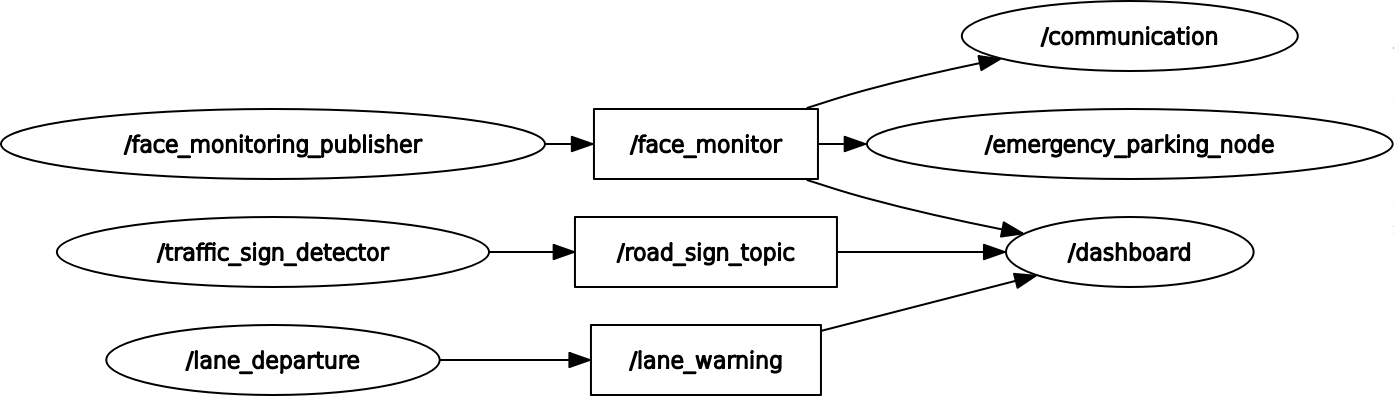 /communication
/face_monitoring_publisher
/face_monitor
/emergency_parking_node
/traffic_sign_detector
/road_sign_topic
/dashboard
/lane_departure
/lane_warning